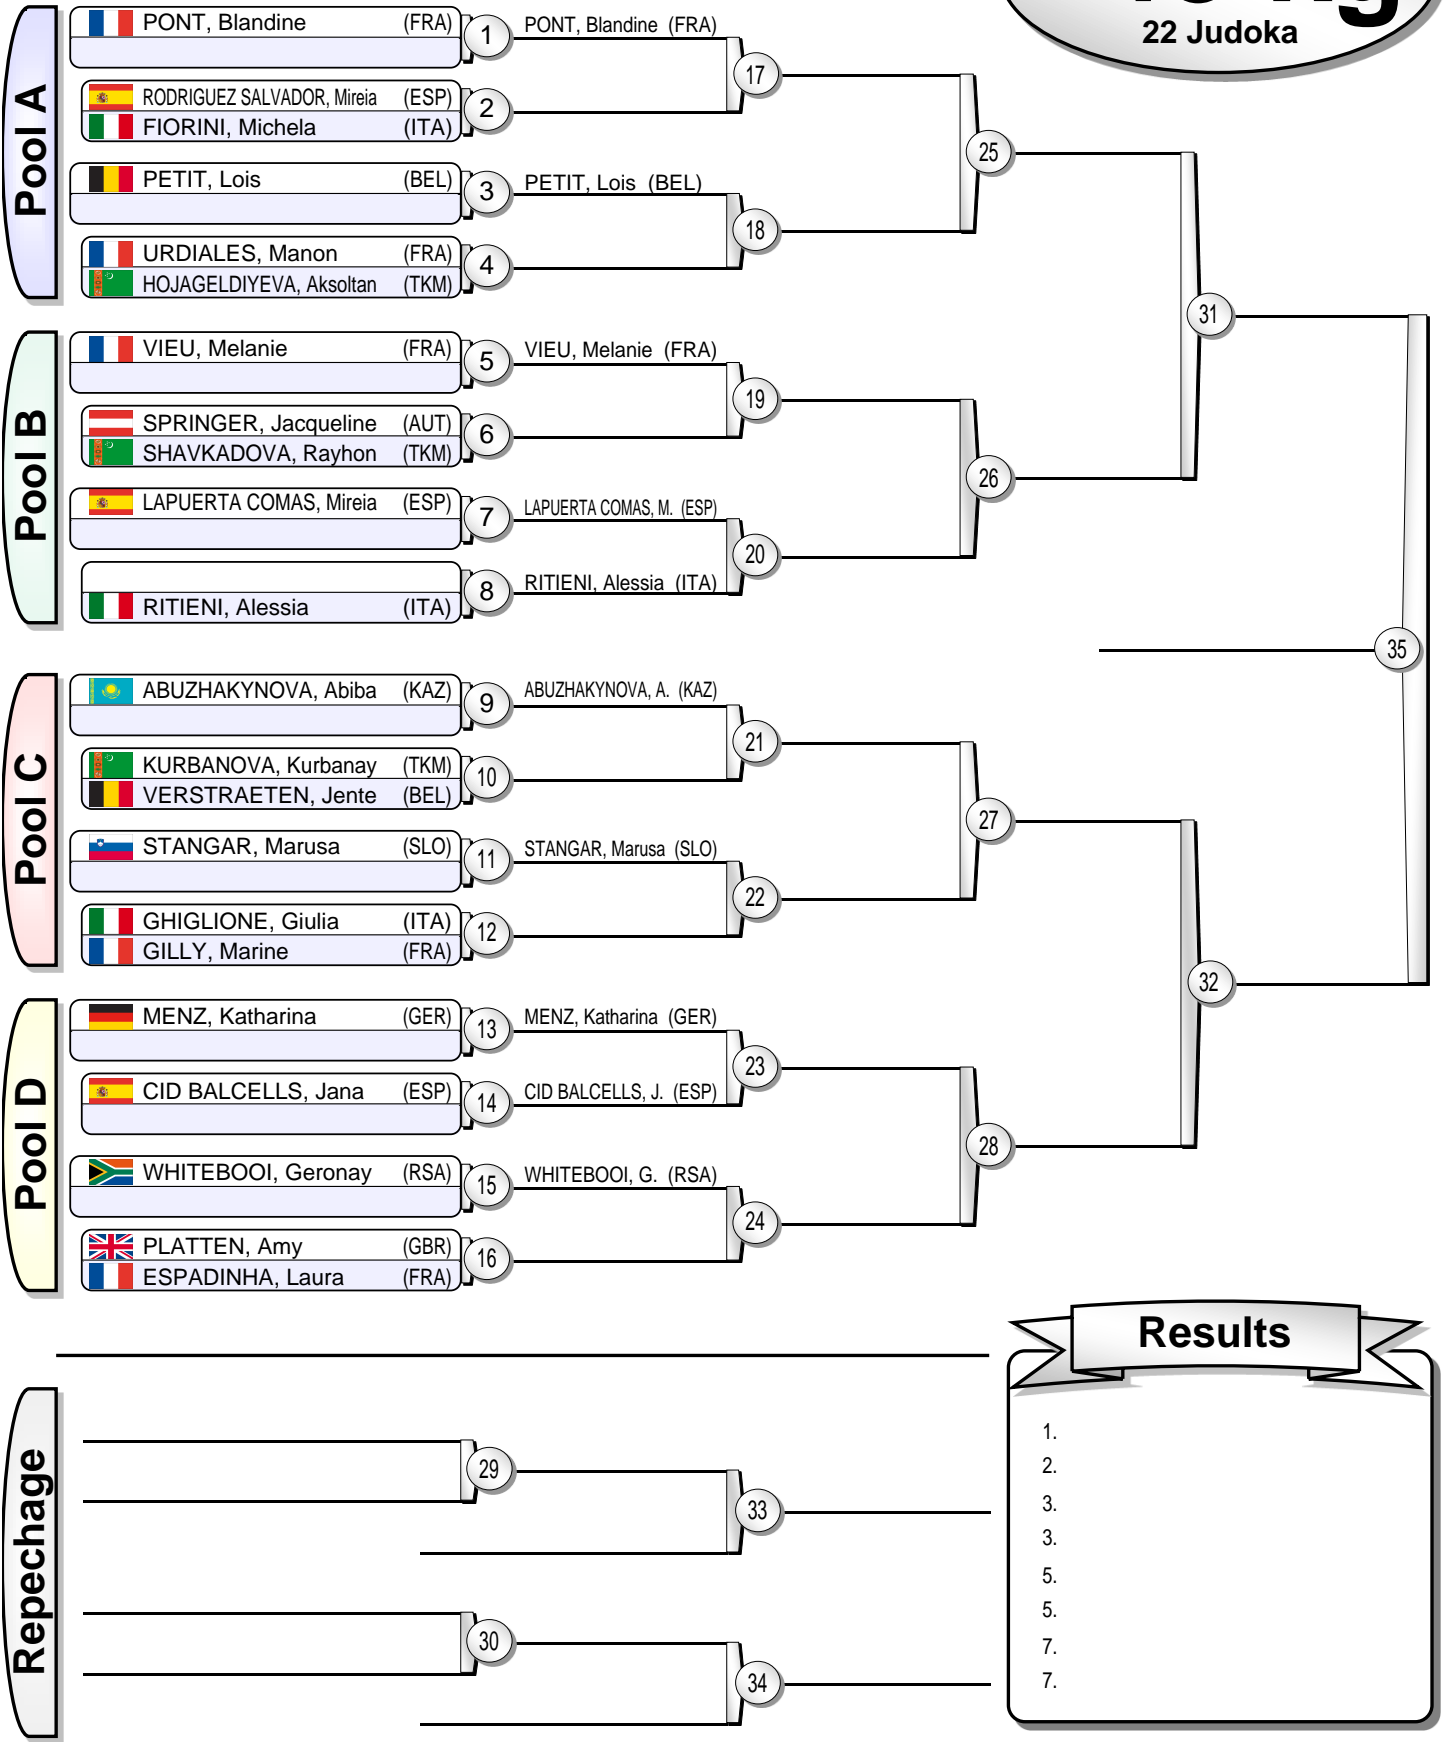 22 Judoka
Pool A
PONT, Blandine (FRA)
1
PONT, Blandine (FRA)
17
RODRIGUEZ SALVADOR, Mireia (ESP)
FIORINI, Michela (ITA)
2
25
PETIT, Lois (BEL)
3
PETIT, Lois (BEL)
18
URDIALES, Manon (FRA)
HOJAGELDIYEVA, Aksoltan (TKM)
4
31
Pool B
VIEU, Melanie (FRA)
5
VIEU, Melanie (FRA)
19
SPRINGER, Jacqueline (AUT)
SHAVKADOVA, Rayhon (TKM)
6
26
LAPUERTA COMAS, Mireia (ESP)
7
LAPUERTA COMAS, M. (ESP)
20
RITIENI, Alessia (ITA)
8
RITIENI, Alessia (ITA)
35
Pool C
ABUZHAKYNOVA, Abiba (KAZ)
9
ABUZHAKYNOVA, A. (KAZ)
21
KURBANOVA, Kurbanay (TKM)
VERSTRAETEN, Jente (BEL)
10
27
STANGAR, Marusa (SLO)
11
STANGAR, Marusa (SLO)
22
GHIGLIONE, Giulia (ITA)
GILLY, Marine (FRA)
12
32
Pool D
MENZ, Katharina (GER)
13
MENZ, Katharina (GER)
23
CID BALCELLS, Jana (ESP)
14
CID BALCELLS, J. (ESP)
28
WHITEBOOI, Geronay (RSA)
15
WHITEBOOI, G. (RSA)
24
PLATTEN, Amy (GBR)
ESPADINHA, Laura (FRA)
16
Repechage
29
33
30
34
Results
1.
2.
3.
3.
5.
5.
7.
7.